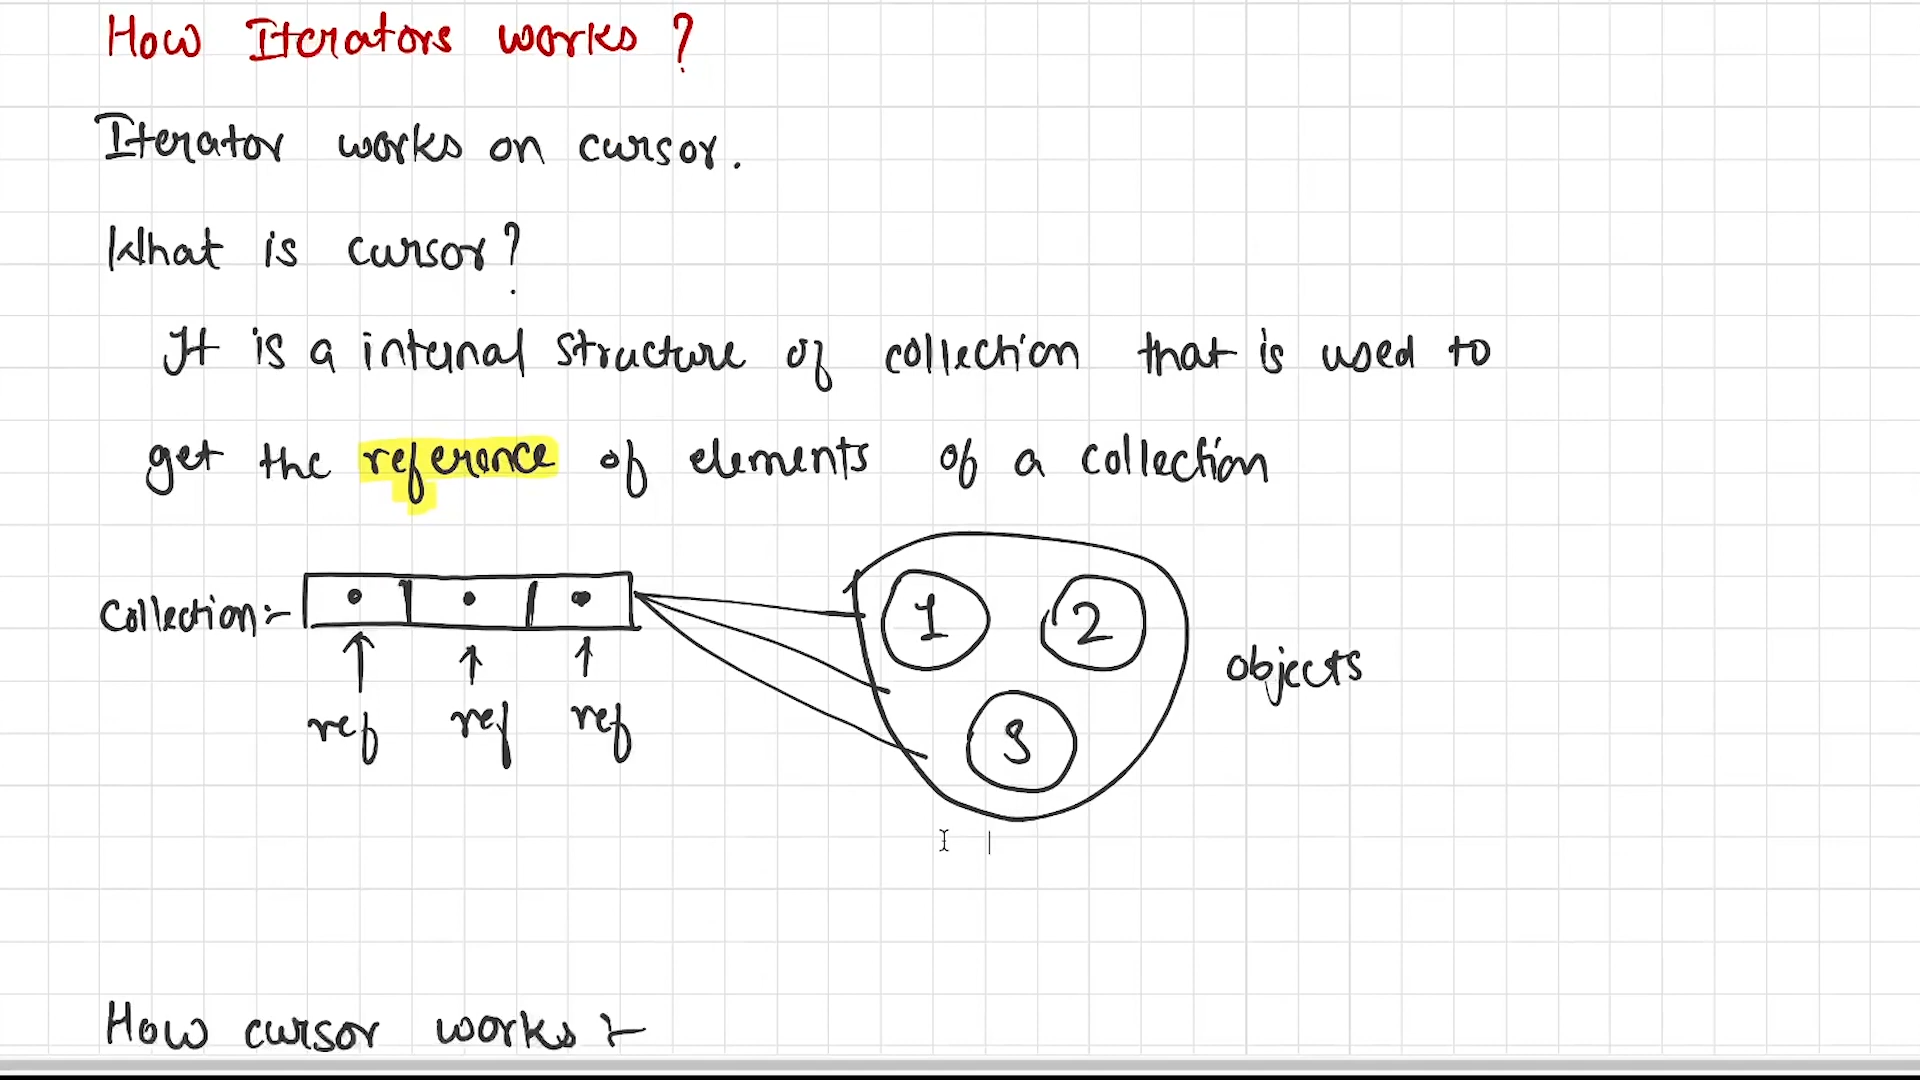 How Iterators works ?
Iterator works on cursor.
What is cursor?
It is a internal structure of collection that is used to
get the reference of elements of a collection
Collection:-
1 2
objects
3
ref ref ref
How cursor works :-